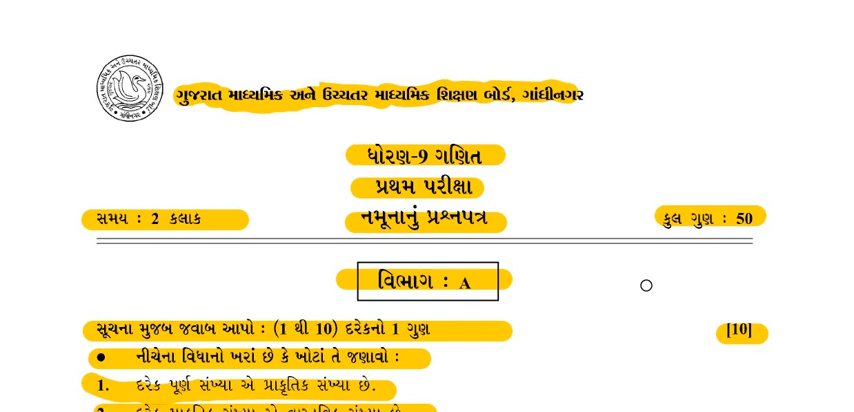 ગુજરાત માધ્યમિક અને ઉચ્ચતર માધ્યમિક શિક્ષણ બોર્ડ, ગાંધીનગર
ધોરણ-9 ગણિત
પ્રથમ પરીક્ષા
સમય : 2 કલાક નમૂનાનું પ્રશ્નપત્ર કુલ ગુણ : 50
વિભાગ : A
સૂચના મુજબ જવાબ આપો : (1 થી 10) દરેકનો 1 ગુણ [10]
● નીચેના વિધાનો ખરાં છે કે ખોટાં તે જણાવો :
1. દરેક પૂર્ણ સંખ્યા એ પ્રાકૃતિક સંખ્યા છે.